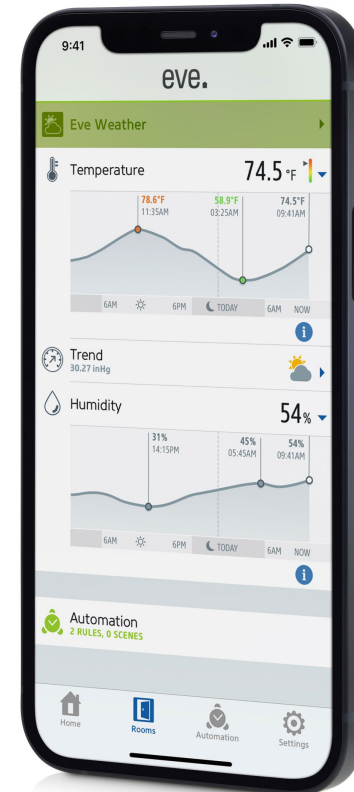 9:41
eve.
Eve Weather
Temperature
74.5 °F
78.6°F
11:35AM
58.9°F
03:25AM
74.5°F
09:41AM
6AM 6PM TODAY 6AM NOW
Trend
30.27 inHg
Humidity
54%
31%
14:15PM
45%
05:45AM
54%
09:41AM
6AM 6PM TODAY 6AM NOW
Automation
2 RULES, 0 SCENES
Home
Rooms
Automation
Settings